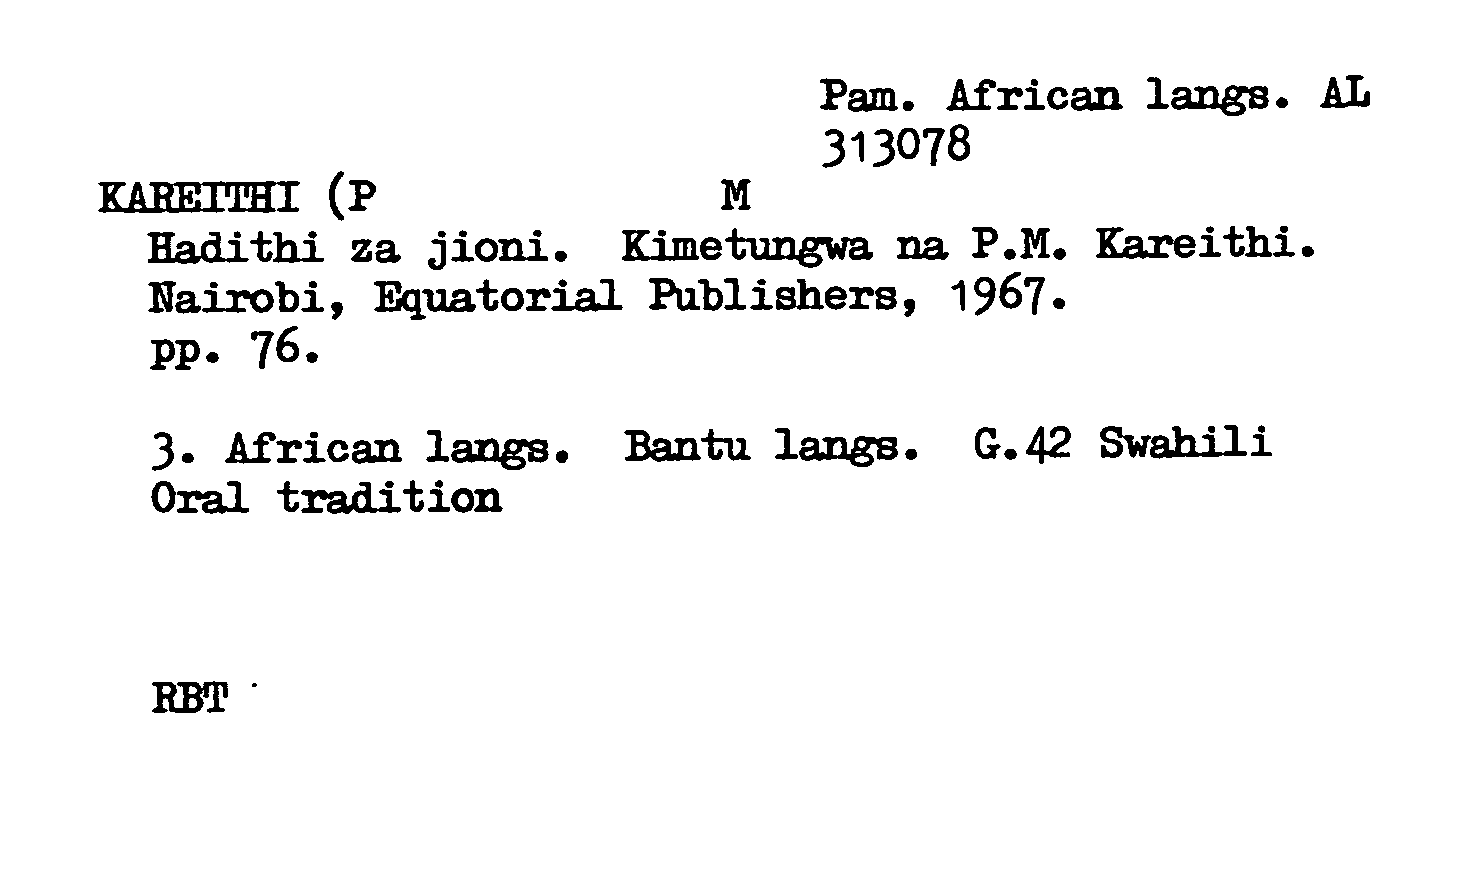 Pam. African langs. AL
313078
KAREITHI (P M
Hadithi za jioni. Kimetungwa na P.M. Kareithi.
Nairobi, Equatorial Publishers, 1967.
pp. 76.
3. African langs. Bantu langs. G.42 Swahili
Oral tradition
RBT